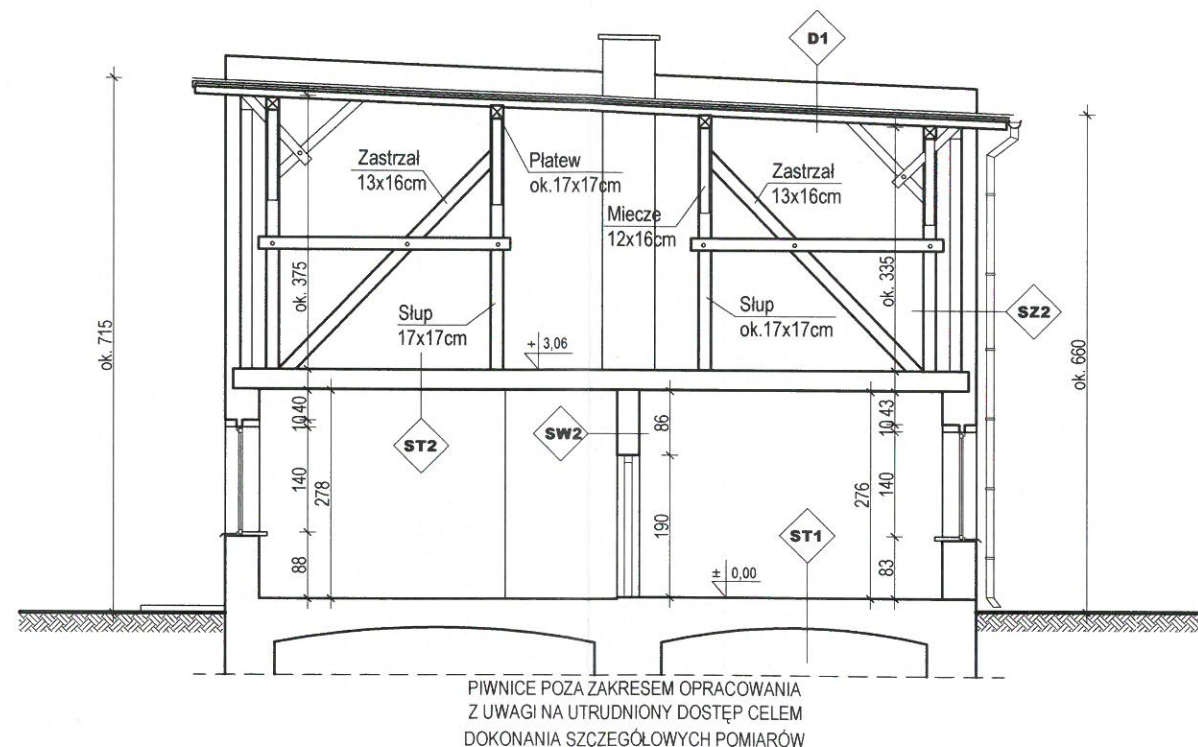 D1
Zastrzał
13x16cm
Płatew
ok.17x17cm
Miecze
12x16cm
Zastrzał
13x16cm
ok. 375
ok. 335
ok. 715
ok. 660
Słup
17x17cm
+ 3,06
Słup
ok.17x17cm
SZ2
40
10
140
88
278
ST2
SW2
86
190
276
43
10
140
83
ST1
± 0,00
PIWNICE POZA ZAKRESEM OPRACOWANIA
Z UWAGI NA UTRUDNIONY DOSTĘP CELEM
DOKONANIA SZCZEGÓŁOWYCH POMIARÓW